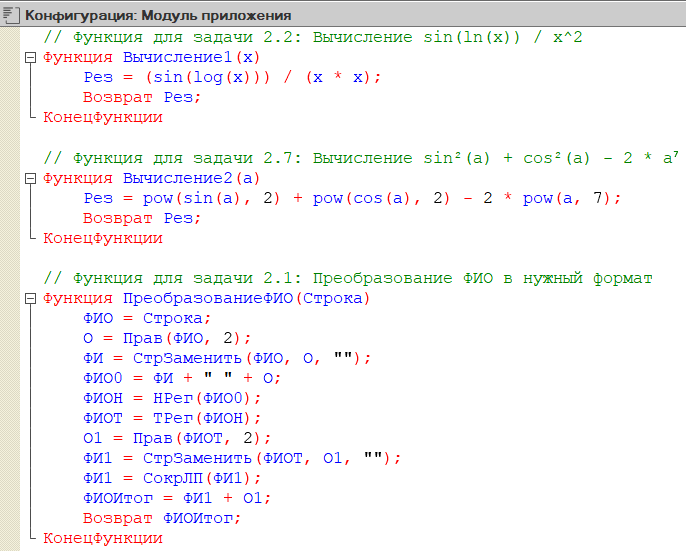 Конфигурация: Модуль приложения
// Функция для задачи 2.2: Вычисление sin(ln(x)) / x^2
Функция Вычисление1(x)
Рез = (sin(log(x))) / (x * x);
Возврат Рез;
КонецФункции
// Функция для задачи 2.7: Вычисление sin²(a) + cos²(a) - 2 * a⁷
Функция Вычисление2(a)
Рез = pow(sin(a), 2) + pow(cos(a), 2) - 2 * pow(a, 7);
Возврат Рез;
КонецФункции
// Функция для задачи 2.1: Преобразование ФИО в нужный формат
Функция ПреобразованиеФИО(Строка)
ФИО = Строка;
О = Прав(ФИО, 2);
ФИ = СтрЗаменить(ФИО, О, "");
ФИО0 = ФИ + " " + О;
ФИОН = НРег(ФИО0);
ФИОТ = ТРег(ФИОН);
О1 = Прав(ФИОТ, 2);
ФИ1 = СтрЗаменить(ФИОТ, О1, "");
ФИ1 = СокрЛП(ФИ1);
ФИОИтог = ФИ1 + О1;
Возврат ФИОИтог;
КонецФункции